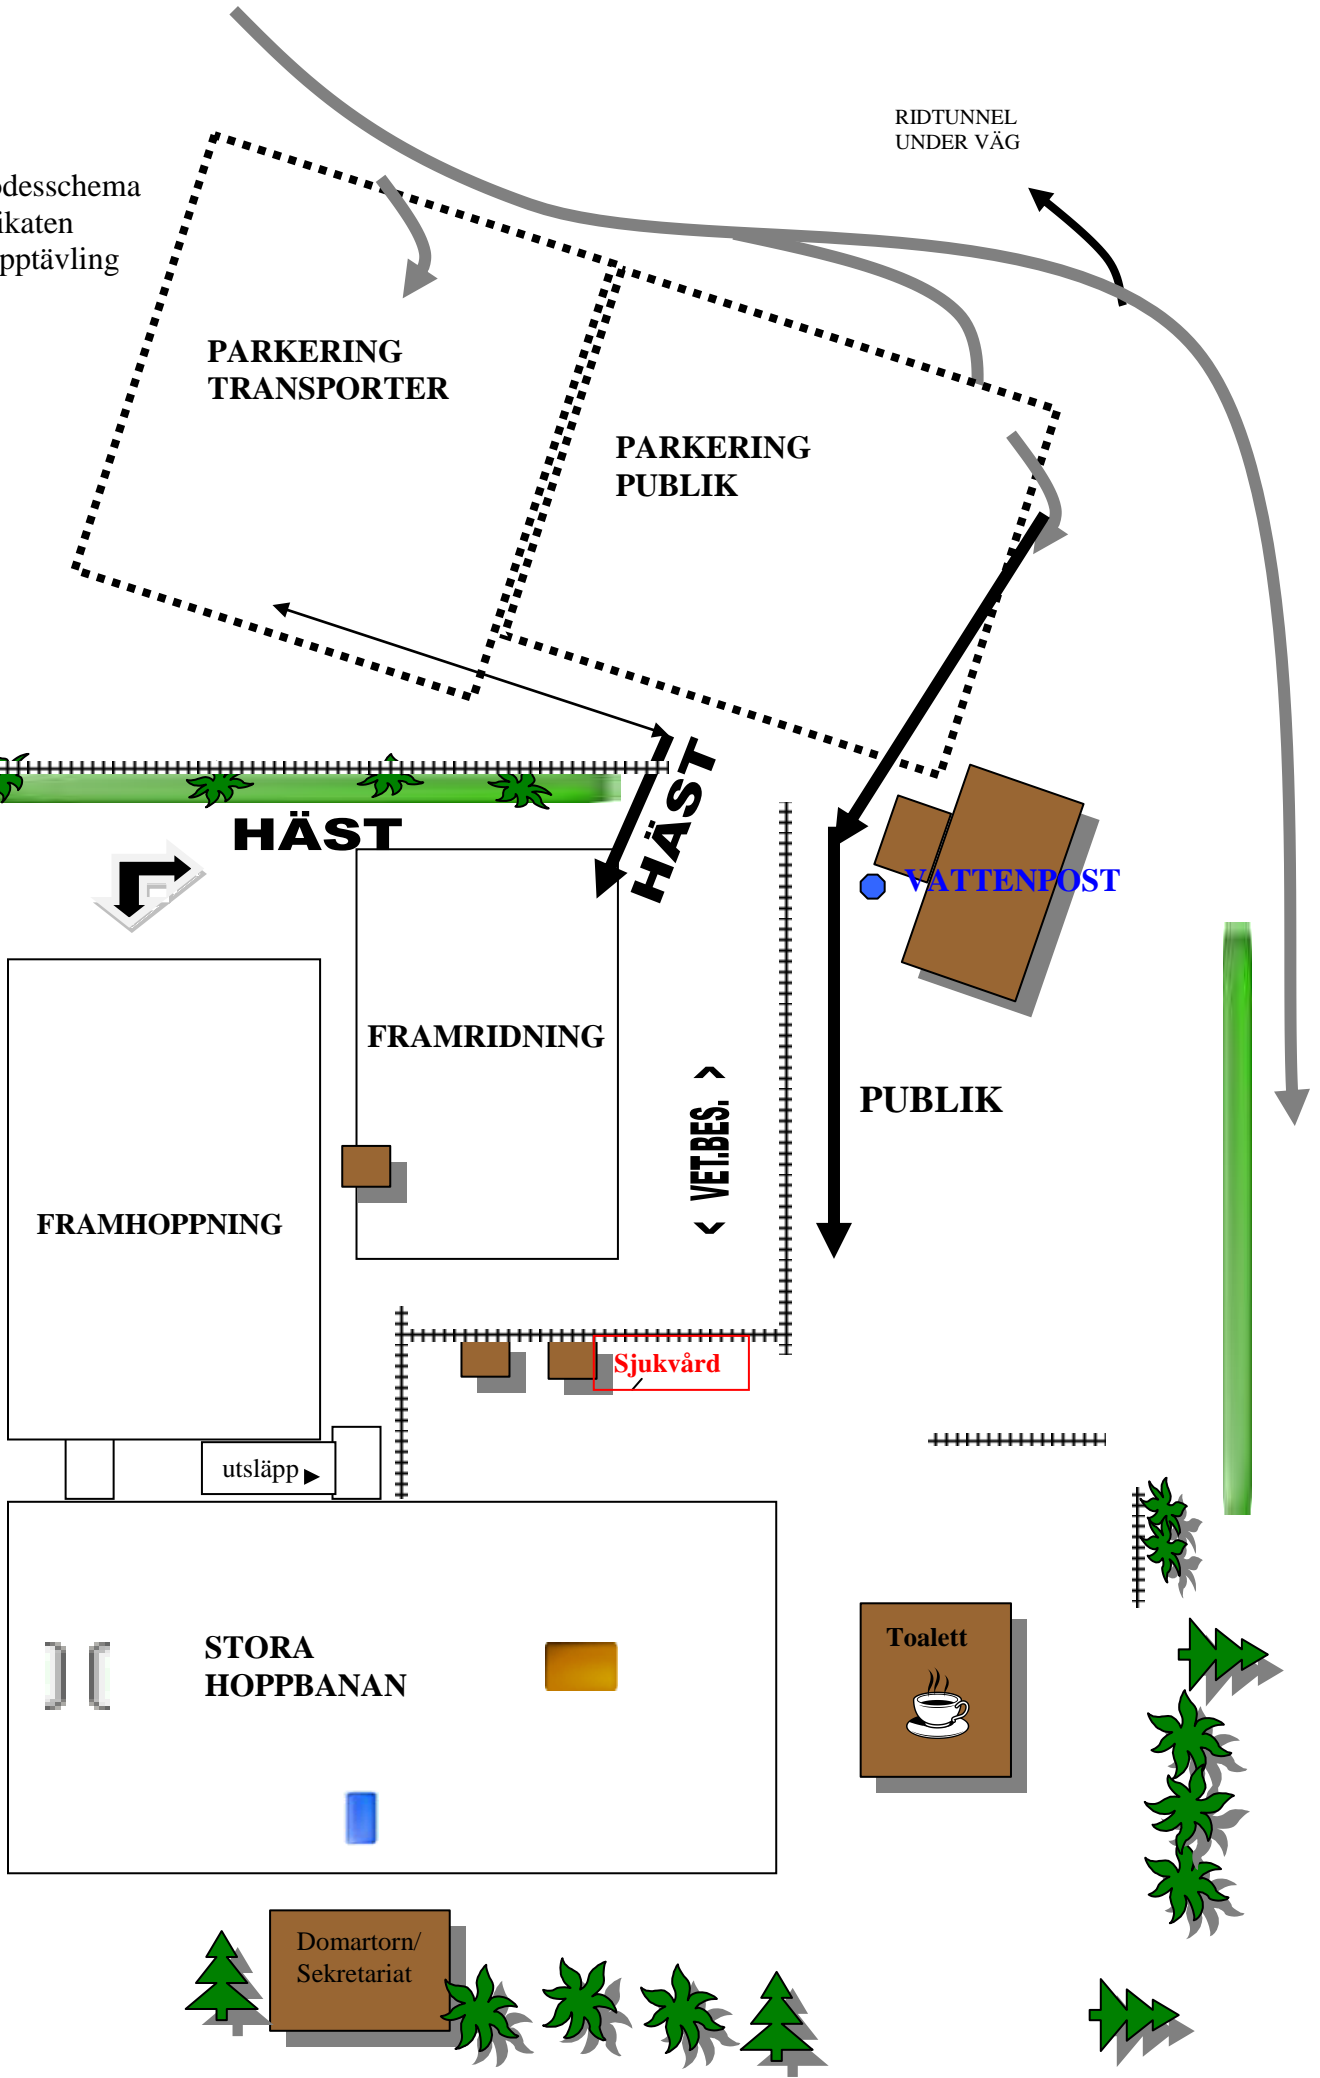 RIDTUNNEL
UNDER VÄG
desschema
ikaten
pptävling
PARKERING
TRANSPORTER
PARKERING
PUBLIK
HÄST
HÄST
VATTENPOST
FRAMRIDNING
< VET.BES. >
PUBLIK
FRAMHOPPNING
Sjukvård
utsläpp
STORA
HOPPBANAN
Toalett
Domartorn/
Sekretariat